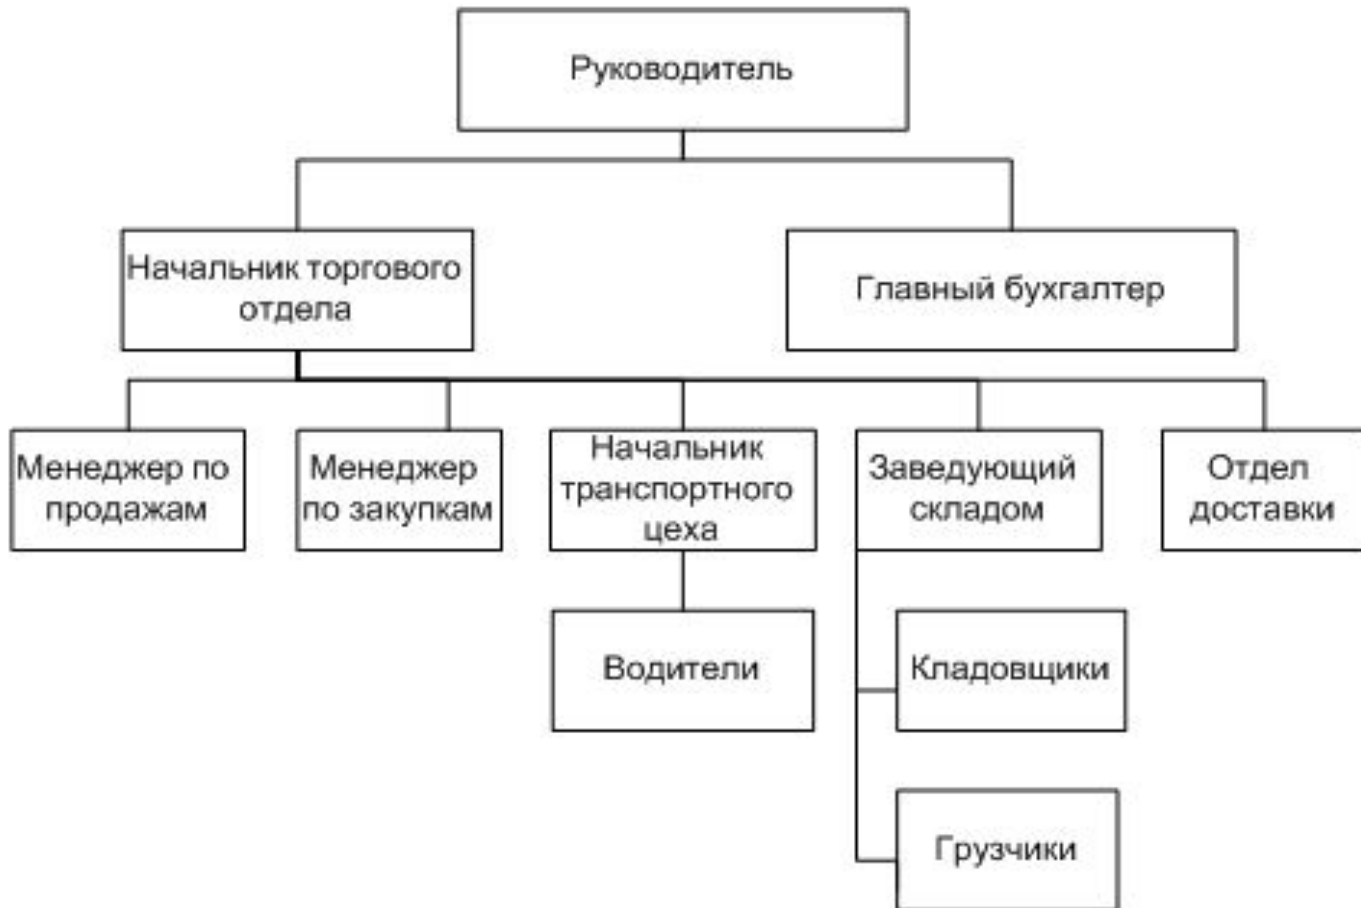 Руководитель
Начальник торгового
отдела
Главный бухгалтер
Менеджер по
продажам
Менеджер
по закупкам
Начальник
транспортного
цеха
Заведующий
складом
Отдел
доставки
Водители
Кладовщики
Грузчики